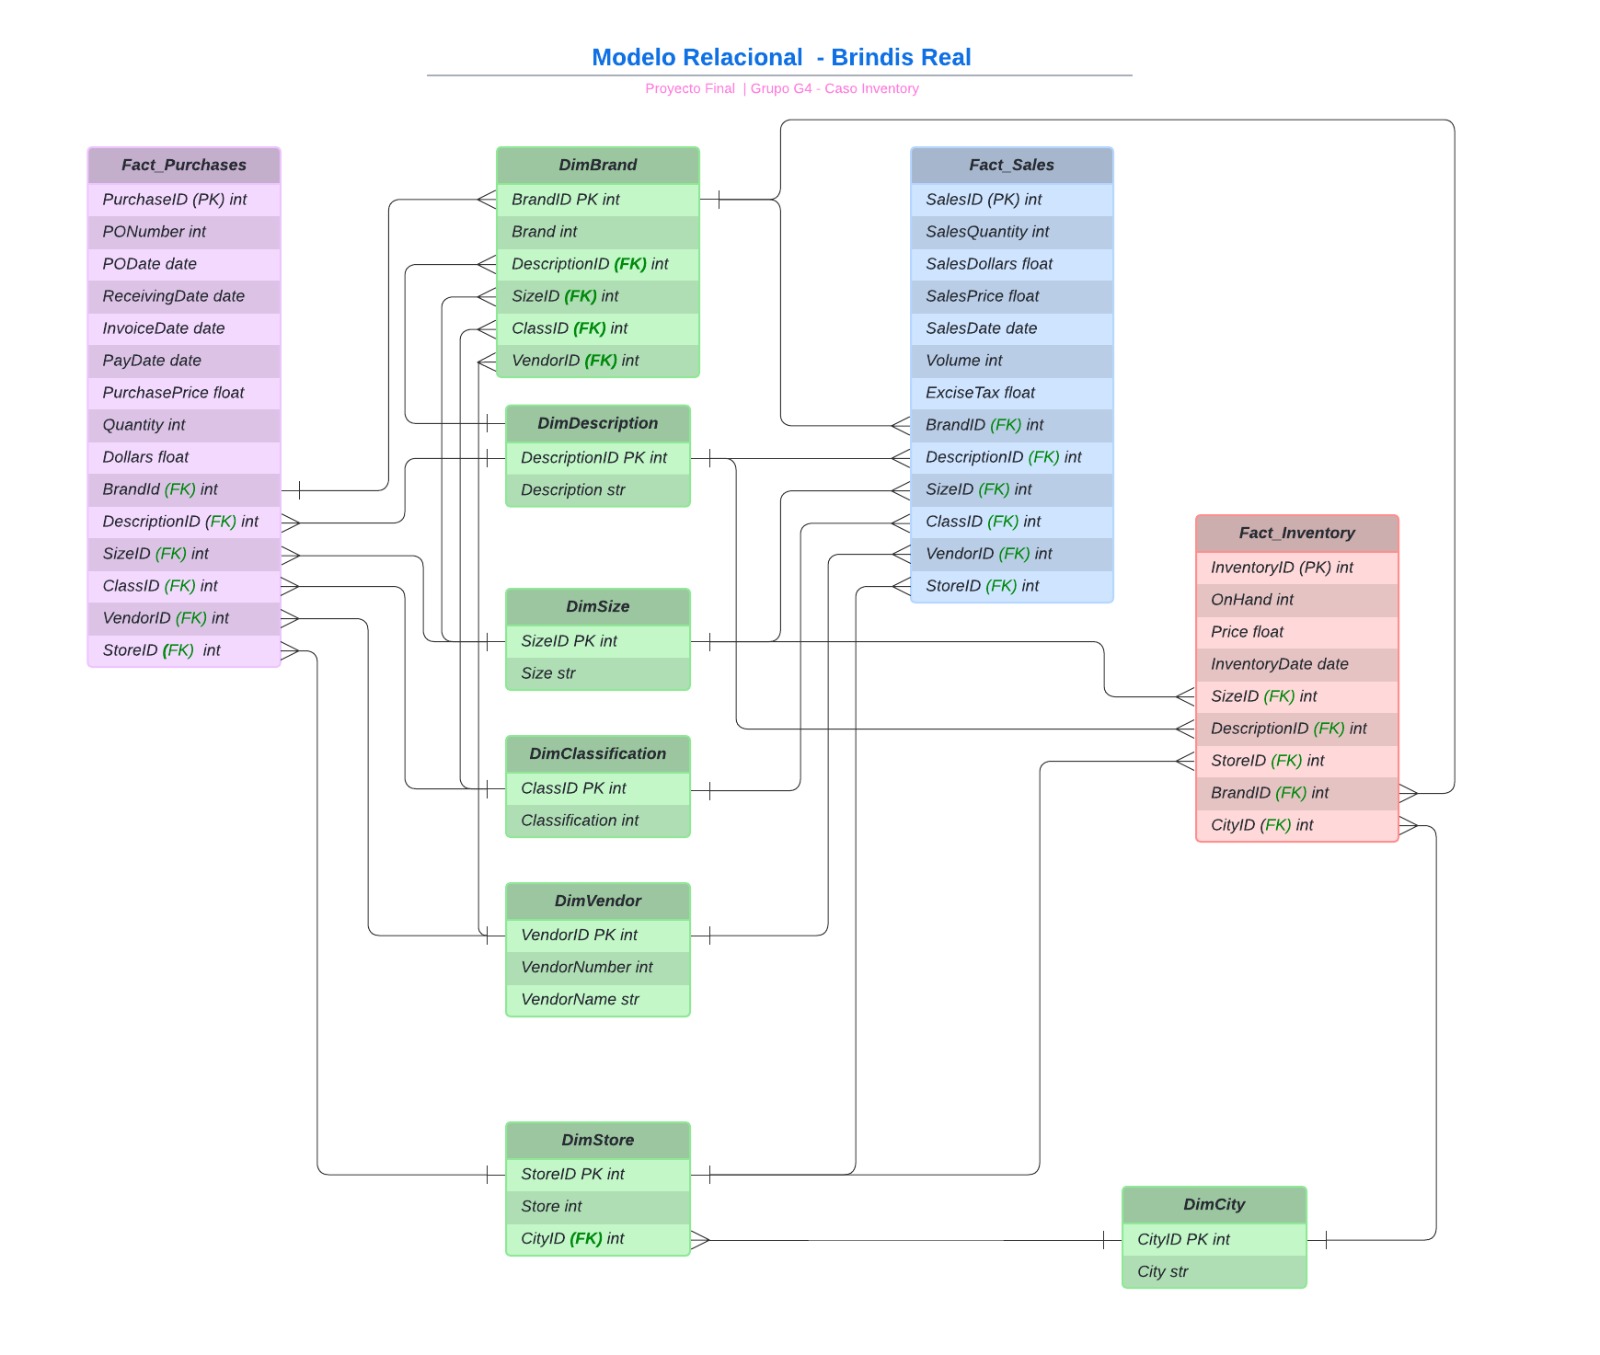 Modelo Relacional  - Brindis Real
Proyecto Final  | Grupo G4 - Caso Inventory
Fact_Purchases
PurchaseID (PK) int
PONumber int
PODate date
ReceivingDate date
InvoiceDate date
PayDate date
PurchasePrice float
Quantity int
Dollars float
BrandId (FK) int
DescriptionID (FK) int
SizeID (FK) int
ClassID (FK) int
VendorID (FK) int
StoreID (FK)  int
DimBrand
BrandID PK int
Brand int
DescriptionID (FK) int
SizeID (FK) int
ClassID (FK) int
VendorID (FK) int
DimDescription
DescriptionID PK int
Description str
DimSize
SizeID PK int
Size str
DimClassification
ClassID PK int
Classification int
DimVendor
VendorID PK int
VendorNumber int
VendorName str
DimStore
StoreID PK int
Store int
CityID (FK) int
Fact_Sales
SalesID (PK) int
SalesQuantity int
SalesDollars float
SalesPrice float
SalesDate date
Volume int
ExciseTax float
BrandID (FK) int
DescriptionID (FK) int
SizeID (FK) int
ClassID (FK) int
VendorID (FK) int
StoreID (FK) int
Fact_Inventory
InventoryID (PK) int
OnHand int
Price float
InventoryDate date
SizeID (FK) int
DescriptionID (FK) int
StoreID (FK) int
BrandID (FK) int
CityID (FK) int
DimCity
CityID PK int
City str